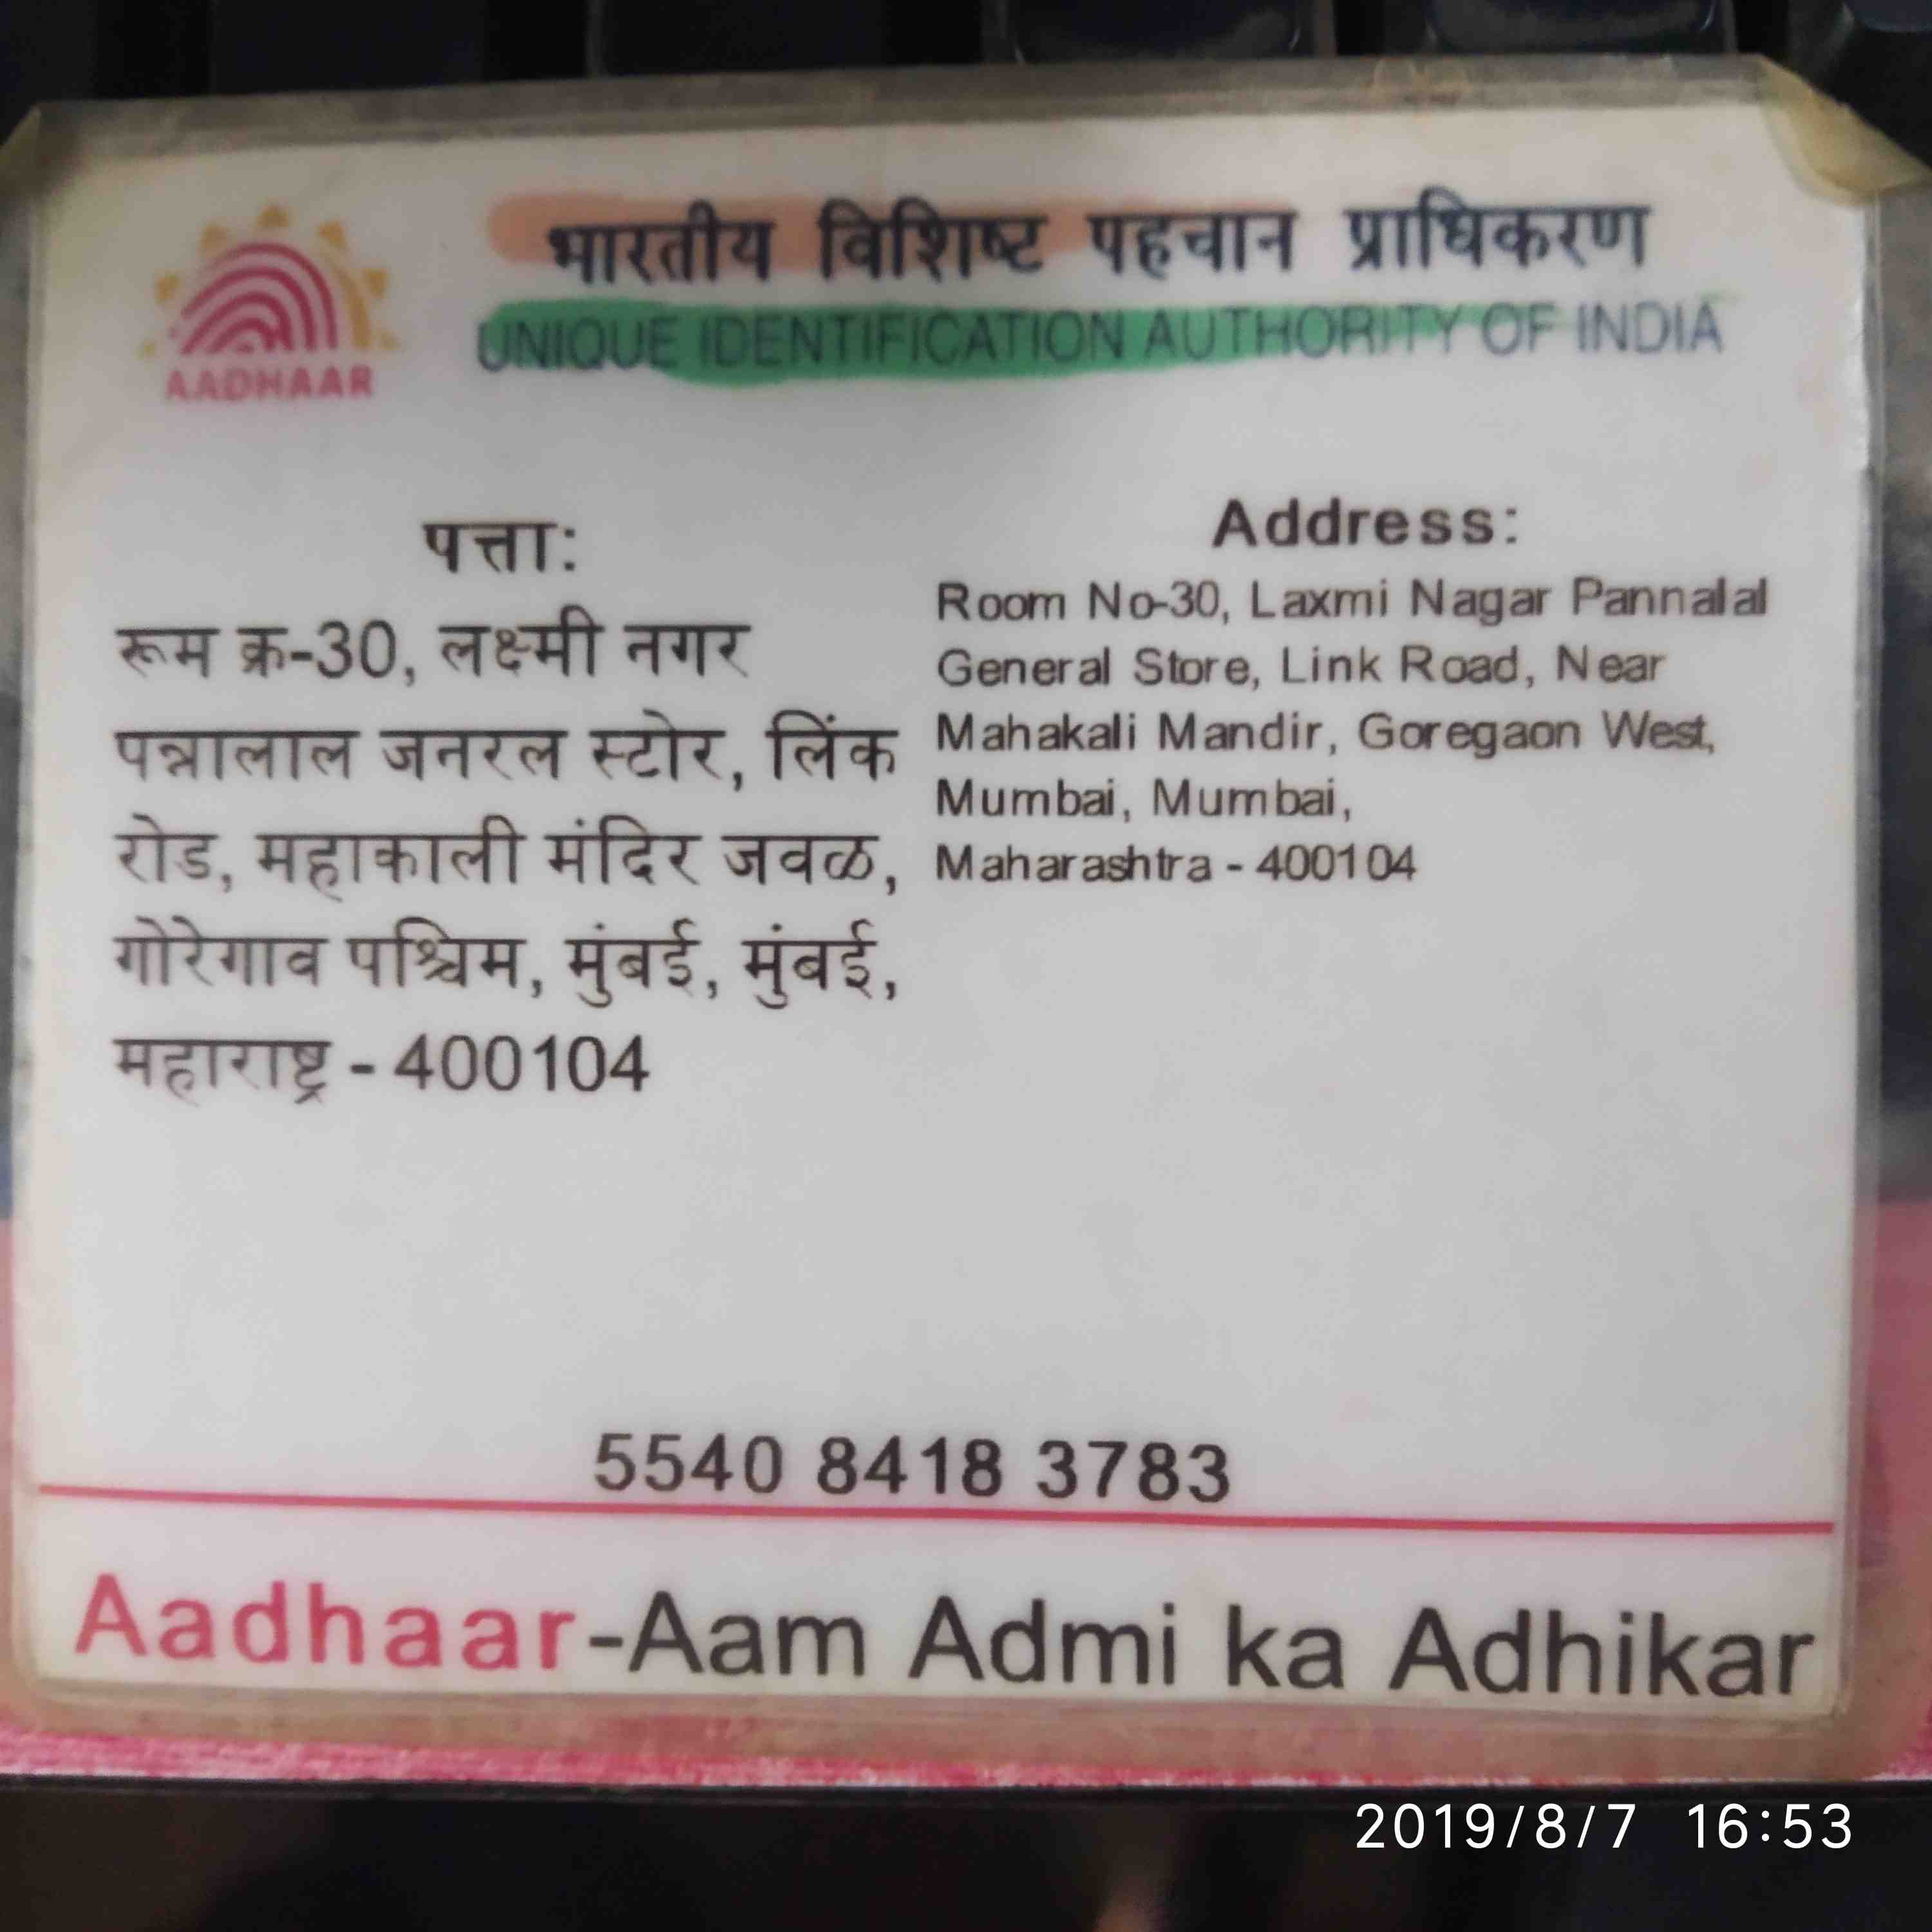 AADHAAR
भारतीय विशिष्ट पहचान प्राधिकरण
UNIQUE IDENTIFICATION AUTHORITY OF INDIA
पत्ता:
रूम क्र-30, लक्ष्मी नगर
पन्नालाल जनरल स्टोर, लिंक
रोड, महाकाली मंदिर जवळ,
गोरेगाव पश्चिम, मुंबई, मुंबई,
महाराष्ट्र - 400104
Address:
Room No-30, Laxmi Nagar Pannalal
General Store, Link Road, Near
Mahakali Mandir, Goregaon West,
Mumbai, Mumbai,
Maharashtra - 400104
5540 8418 3783
Aadhaar-Aam Admi ka Adhikar
2019/8/7 16:53